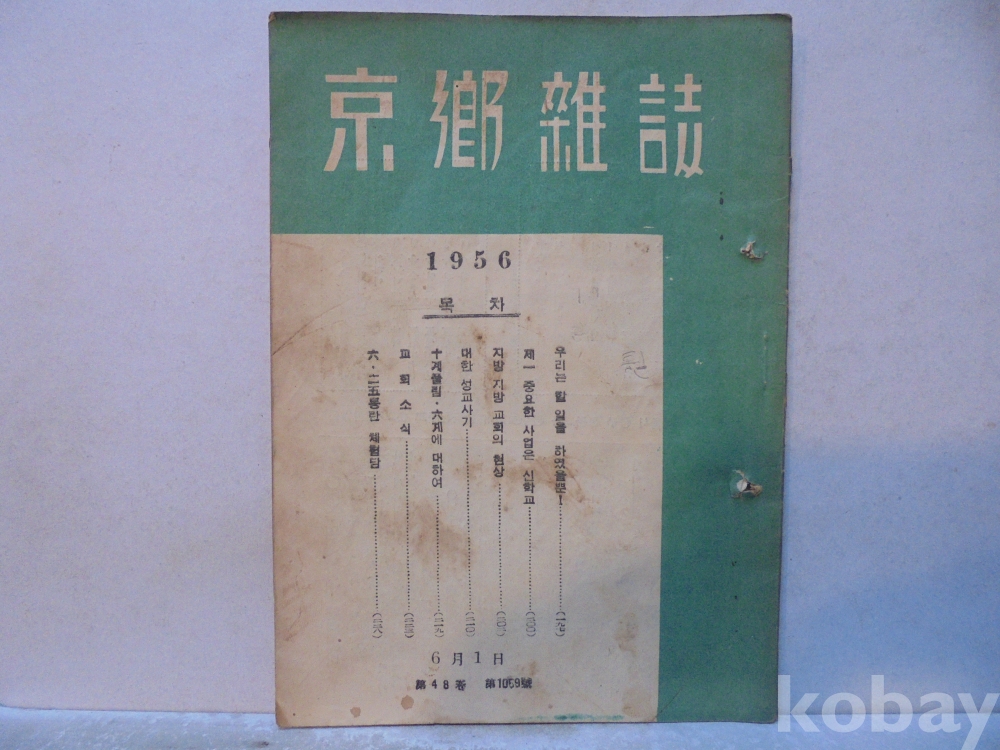 京鄕雜誌
1956
목 차
우리는 할 일을 하였을뿐!
제一 중요한 사업은 신학교
지방 지방 교회의 현상
대한 성교사기
十계풀림·六계에 대하여
교 회 소 식
六·二五동란 체험담
6月1日
第48卷 第1059號
kobay